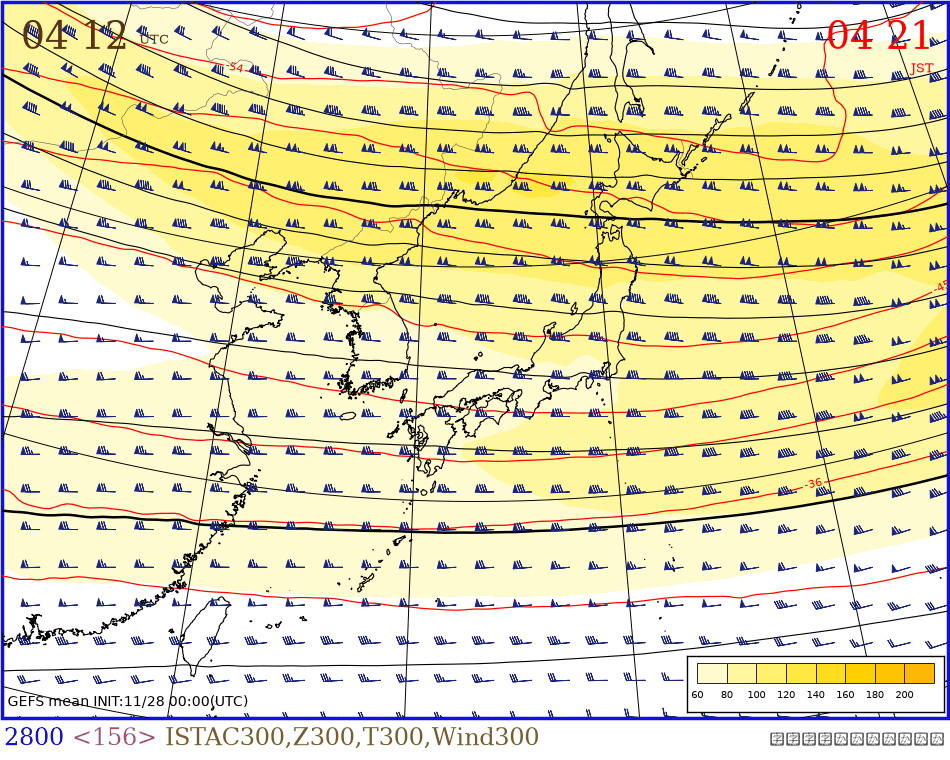 04 12 UTC
04 21
JST
-54
-45
-36
60 80 100 120 140 160 180 200
GEFS mean INIT:11/28 00:00(UTC)
2800 <156> ISTAC300,Z300,T300,Wind300